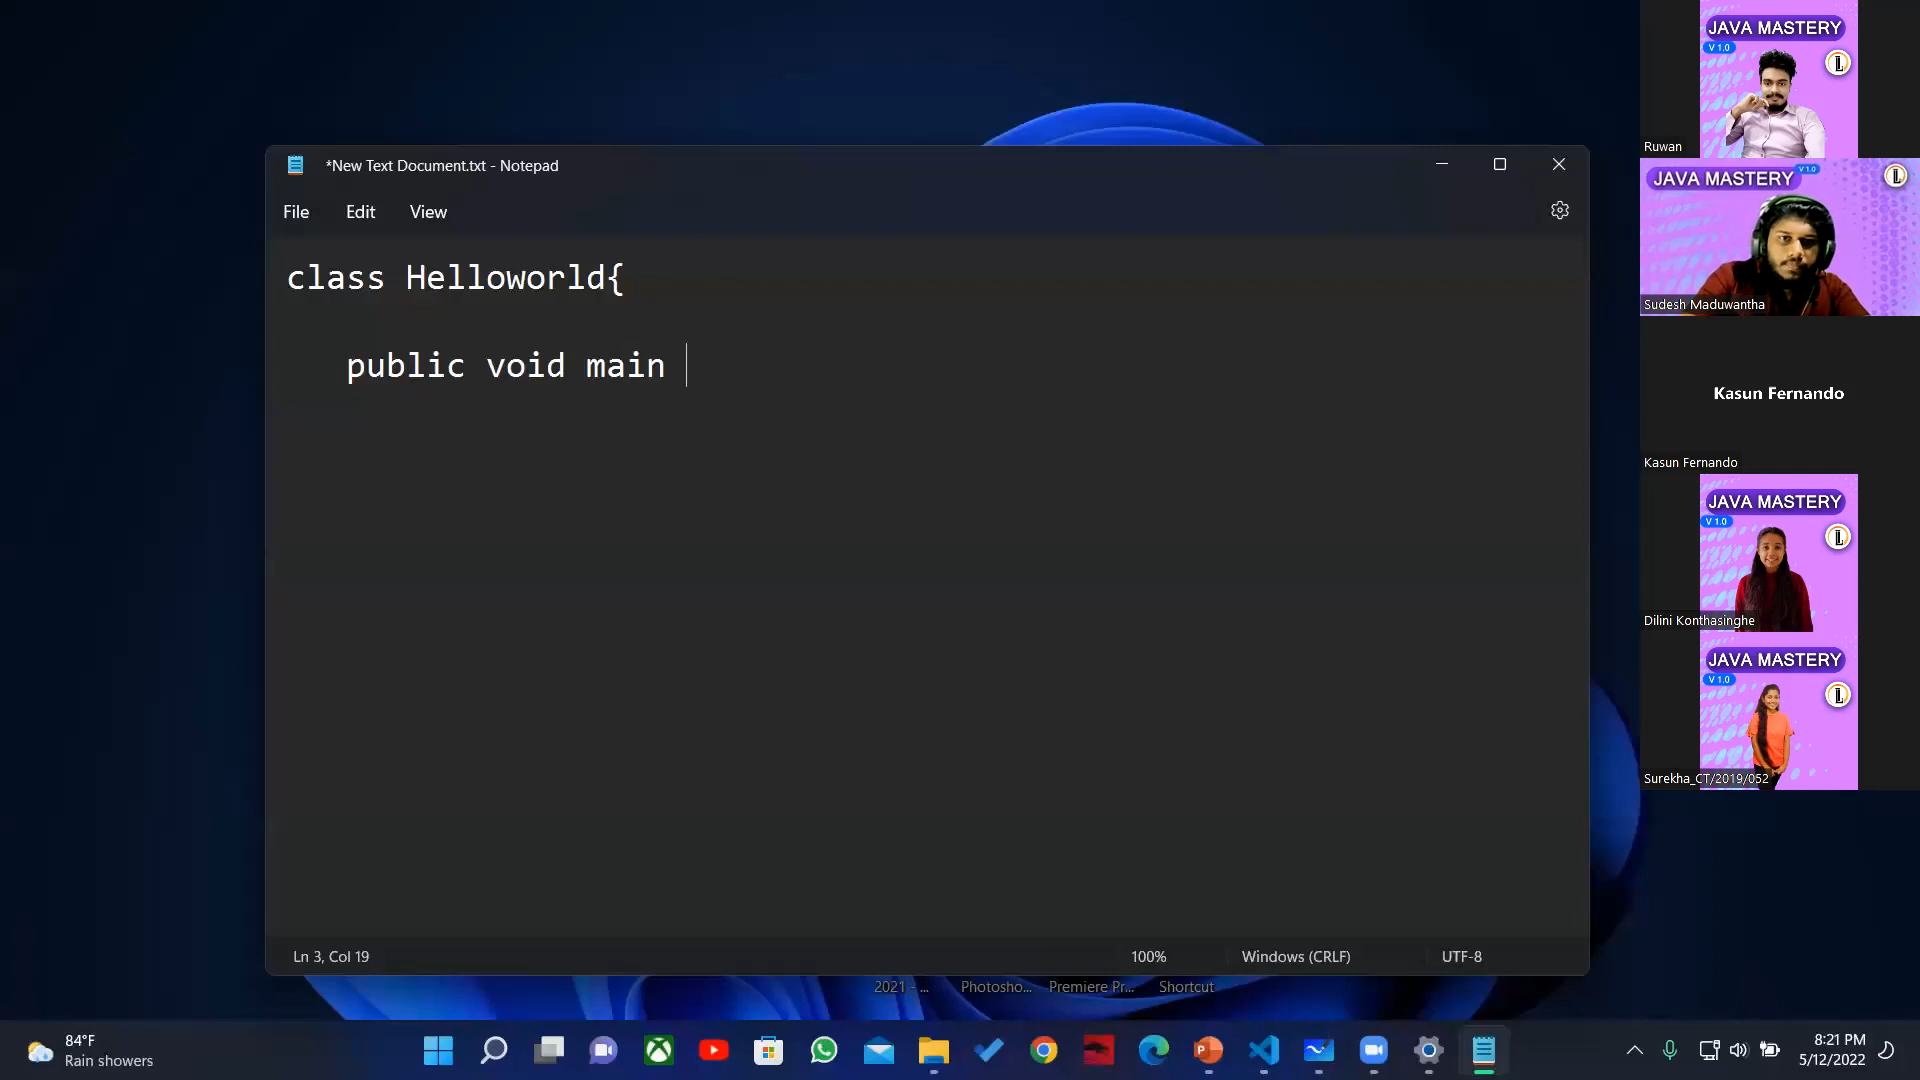 *New Text Document.txt - Notepad
File Edit View
class Helloworld{
public void main
Ln 3, Col 19
100%
Windows (CRLF)
UTF-8
JAVA MASTERY
V 1.0
Ruwan
JAVA MASTERY
V 1.0
Sudesh Maduwantha
Kasun Fernando
Kasun Fernando
JAVA MASTERY
V 1.0
Dilini Konthasinghe
JAVA MASTERY
V 1.0
Surekha_CT/2019/052
2021 - ...
Photosho...
Premiere Pr...
Shortcut
84°F
Rain showers
8:21 PM
5/12/2022